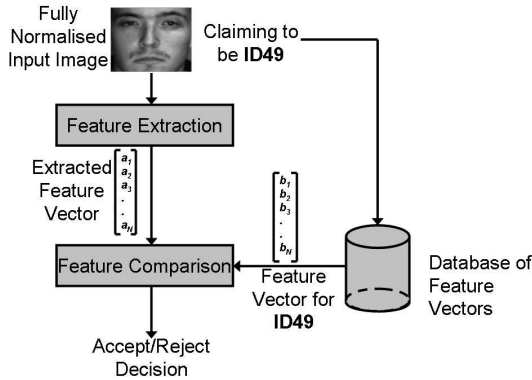 Fully
Normalised
Input Image
Claiming to
be ID49
Feature Extraction
Extracted
Feature
Vector
a1
a2
a3
.
.
aN
b1
b2
b3
.
.
bN
Feature Comparison
Feature
Vector for
ID49
Database of
Feature
Vectors
Accept/Reject
Decision